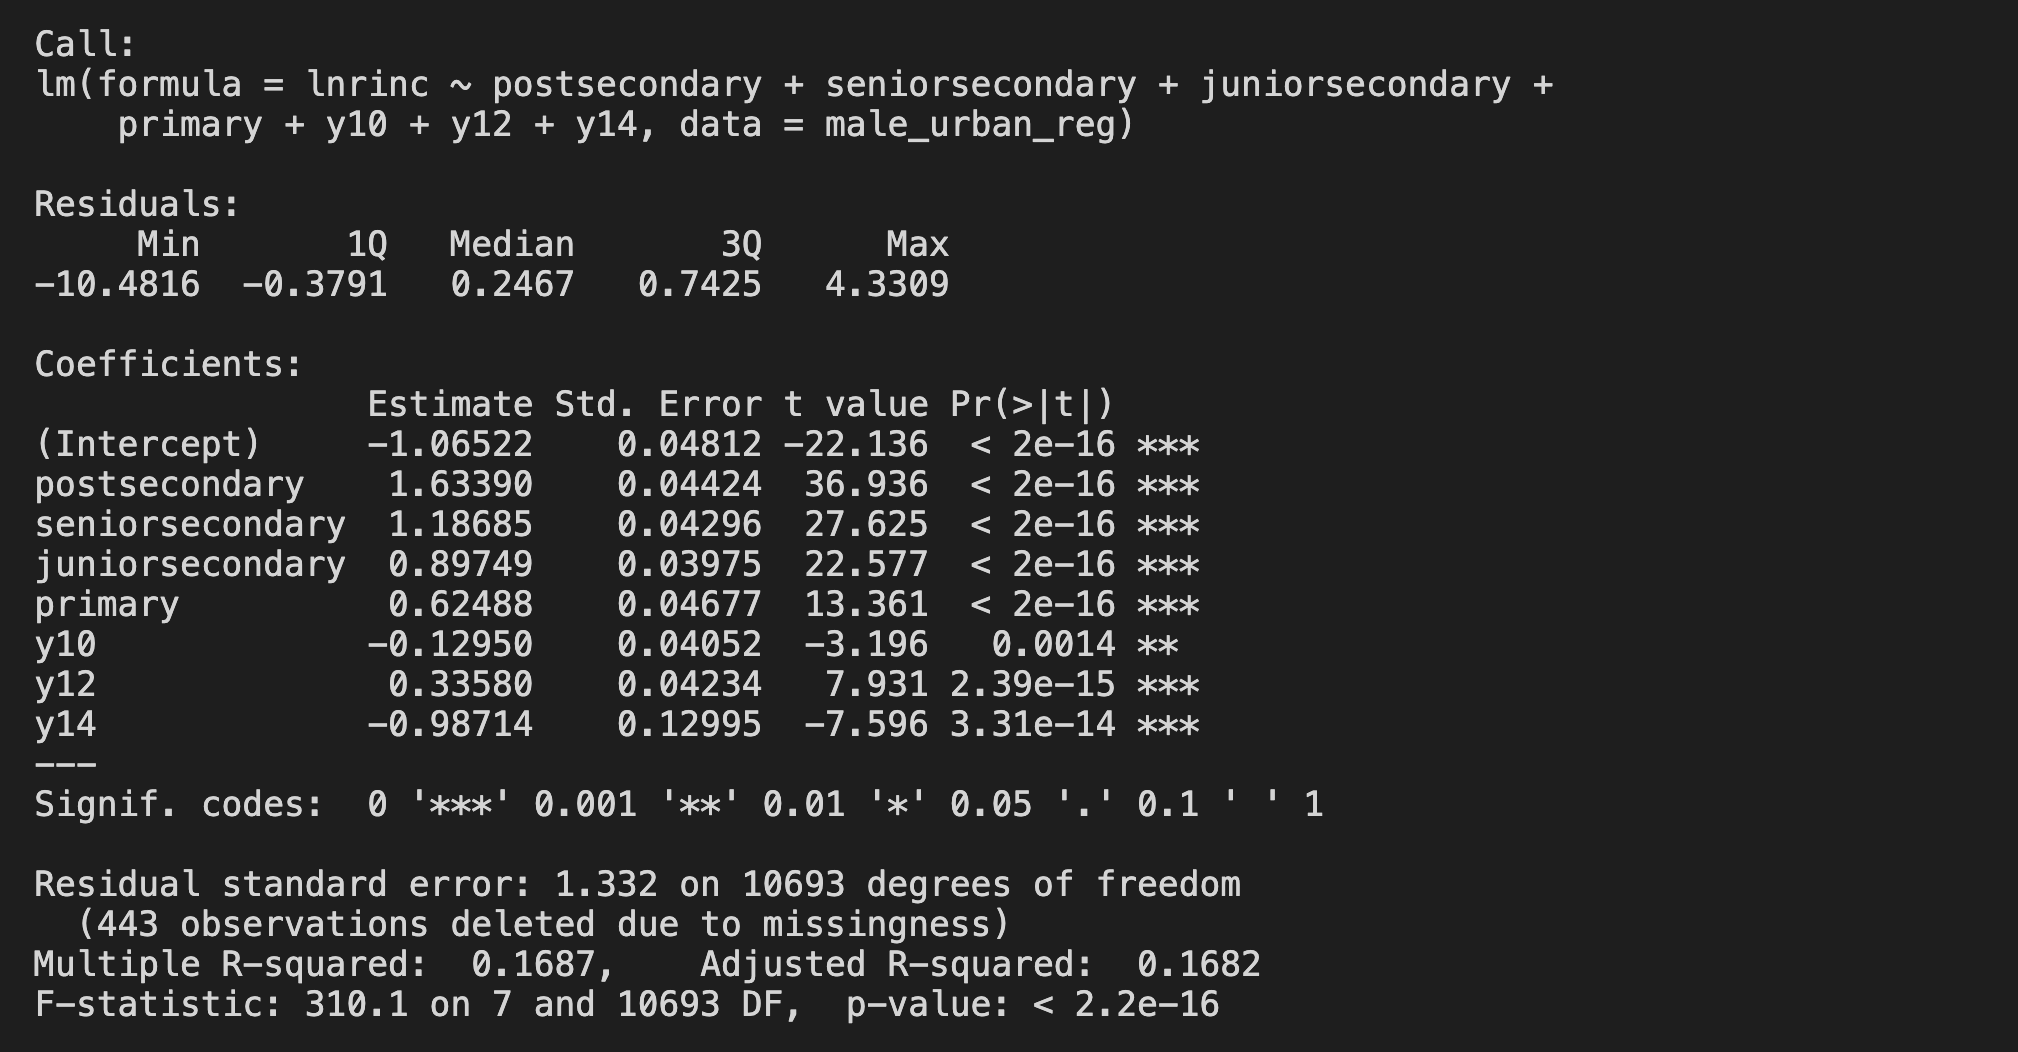 Call:
lm(formula = lnrinc ~ postsecondary + seniorsecondary + juniorsecondary +
    primary + y10 + y12 + y14, data = male_urban_reg)

Residuals:
     Min       1Q   Median       3Q      Max
-10.4816  -0.3791   0.2467   0.7425   4.3309

Coefficients:
                Estimate Std. Error t value Pr(>|t|)
(Intercept)     -1.06522    0.04812 -22.136  < 2e-16 ***
postsecondary    1.63390    0.04424  36.936  < 2e-16 ***
seniorsecondary  1.18685    0.04296  27.625  < 2e-16 ***
juniorsecondary  0.89749    0.03975  22.577  < 2e-16 ***
primary          0.62488    0.04677  13.361  < 2e-16 ***
y10             -0.12950    0.04052  -3.196   0.0014 **
y12              0.33580    0.04234   7.931 2.39e-15 ***
y14             -0.98714    0.12995  -7.596 3.31e-14 ***
---
Signif. codes:  0 '***' 0.001 '**' 0.01 '*' 0.05 '.' 0.1 ' ' 1

Residual standard error: 1.332 on 10693 degrees of freedom
  (443 observations deleted due to missingness)
Multiple R-squared:  0.1687,    Adjusted R-squared:  0.1682
F-statistic: 310.1 on 7 and 10693 DF,  p-value: < 2.2e-16